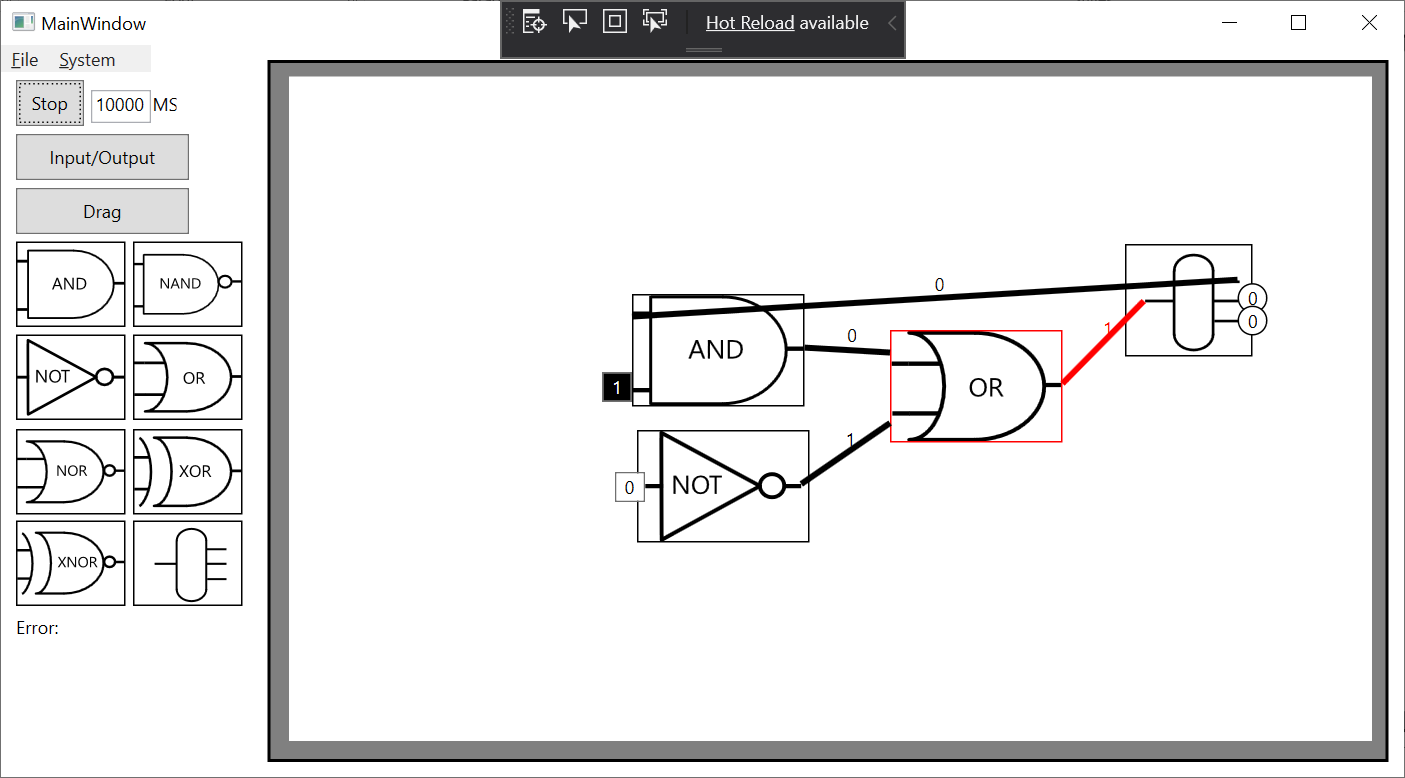 MainWindow
Hot Reload available
File System
Stop 10000 MS
Input/Output
Drag
AND NAND
NOT OR
NOR XOR
XNOR
Error:
0
0
0
1
0
AND
OR
1
1
0
NOT